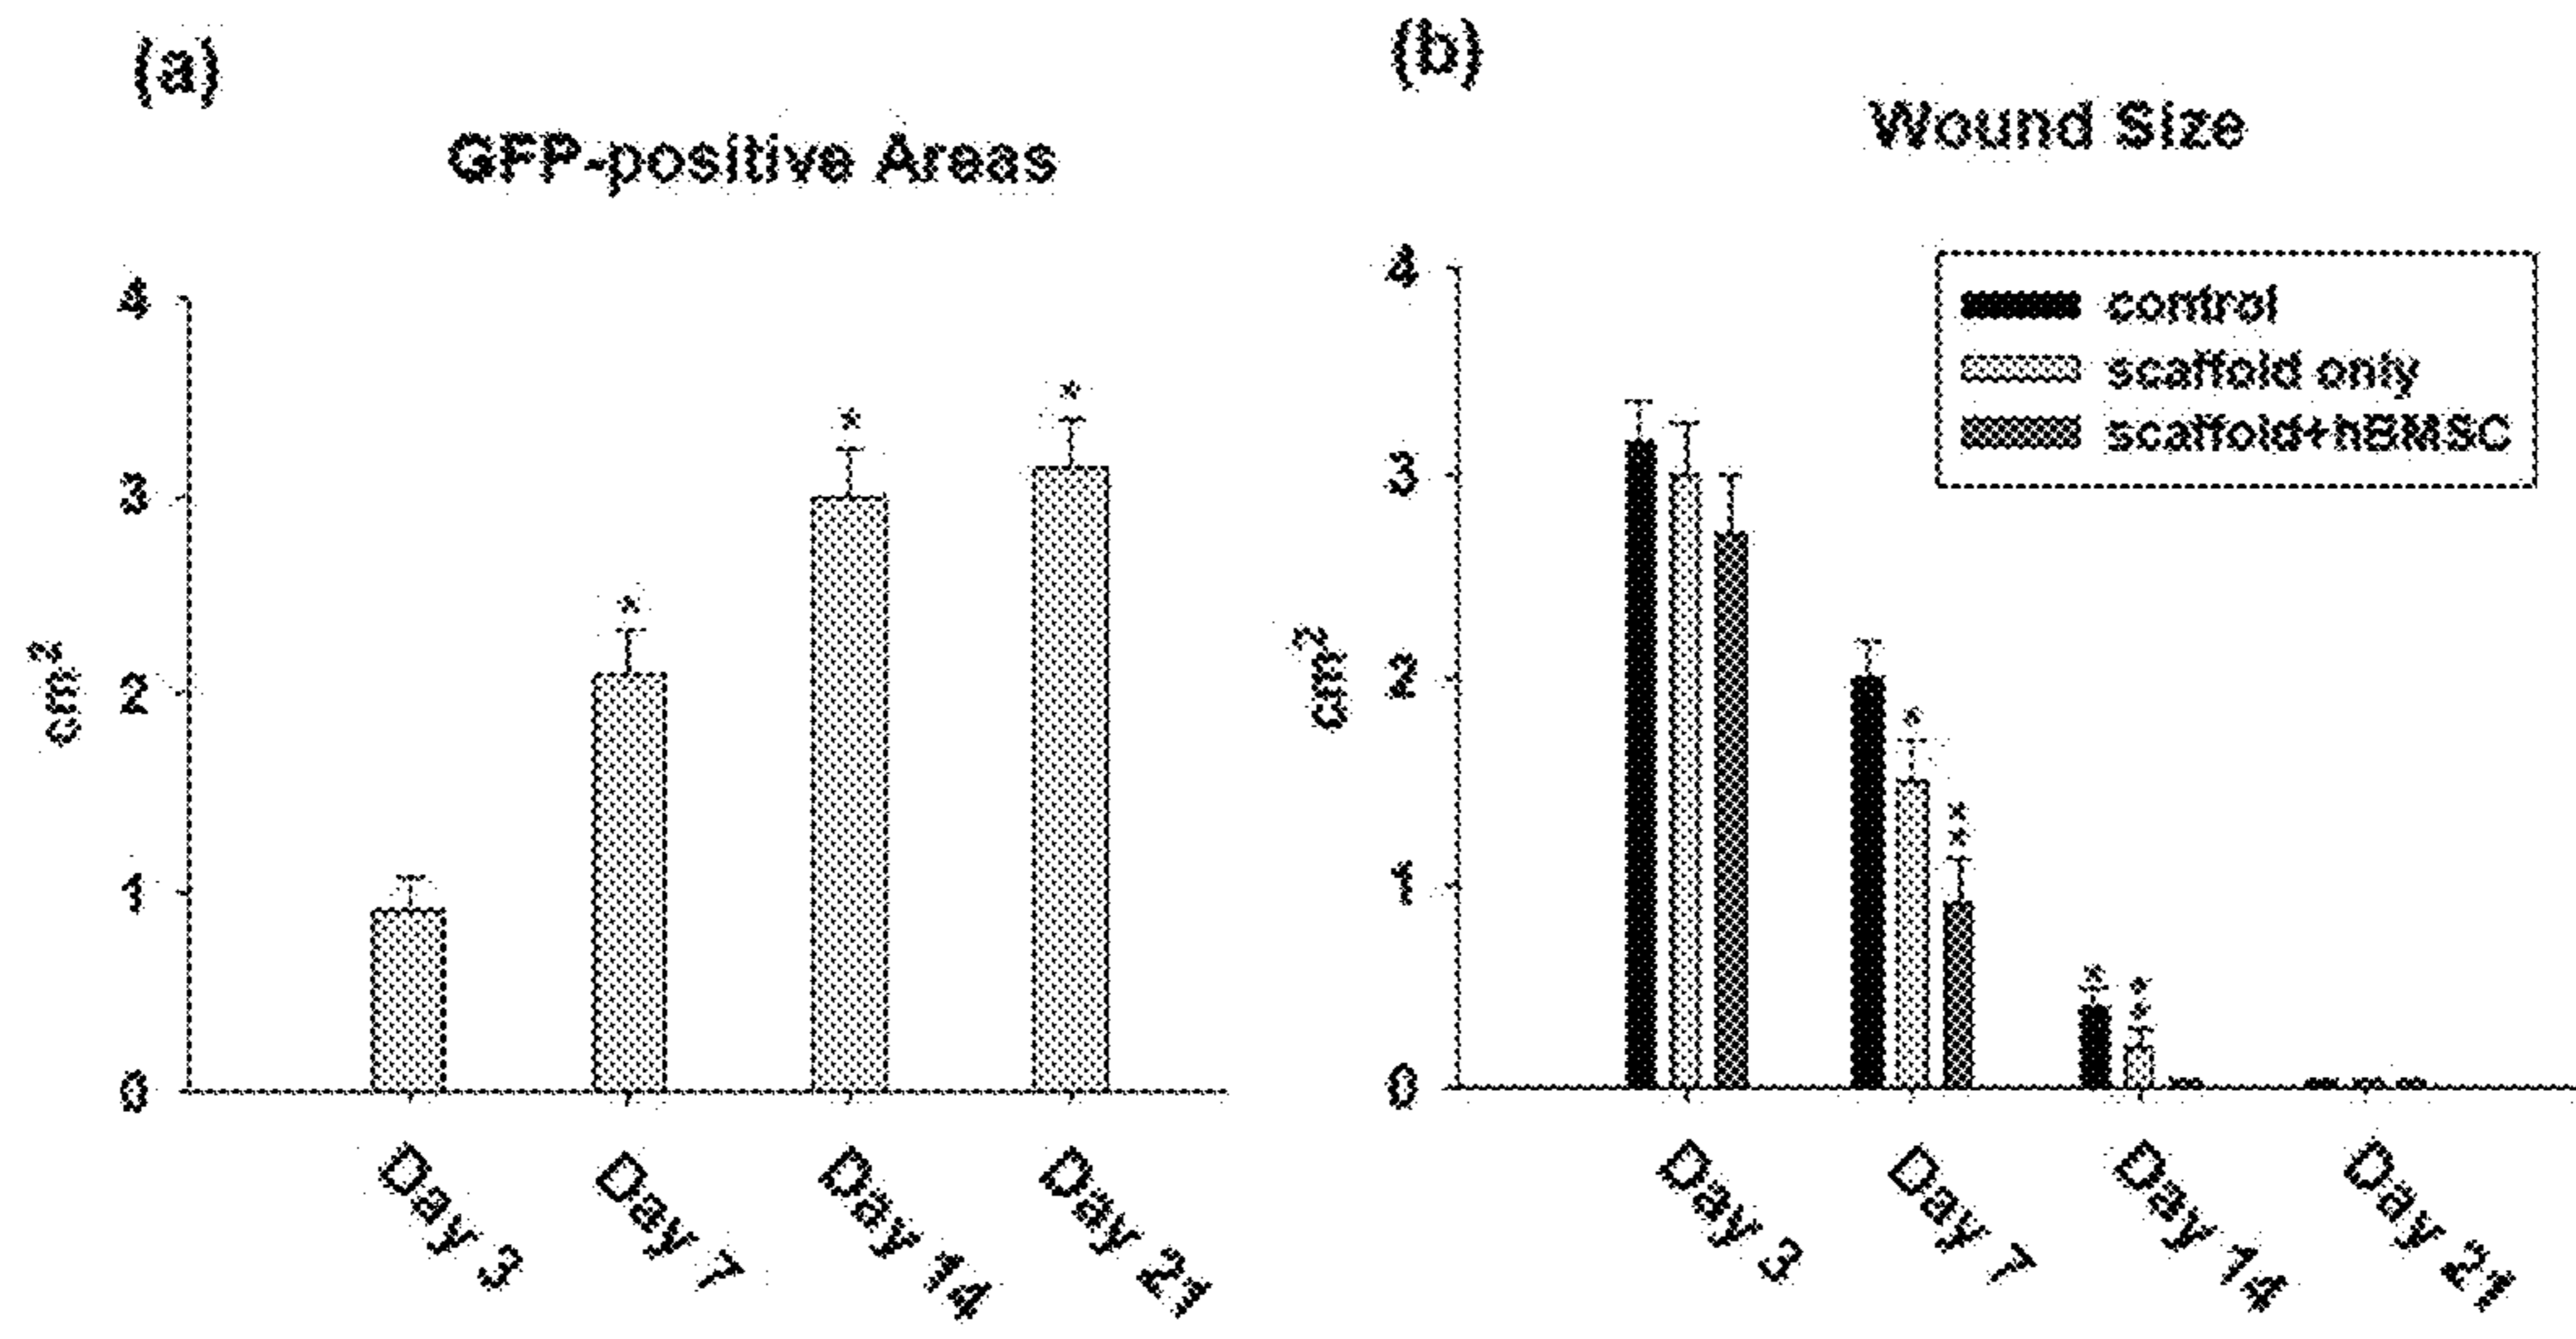 (a)
GFP-positive Areas
4
3
2
1
0
cm²
*
*
*
Day 3
Day 7
Day 14
Day 21
(b)
Wound Size
control
scaffold only
scaffold+hBMSC
4
3
2
1
0
cm²
*
**
*
**
Day 3
Day 7
Day 14
Day 21